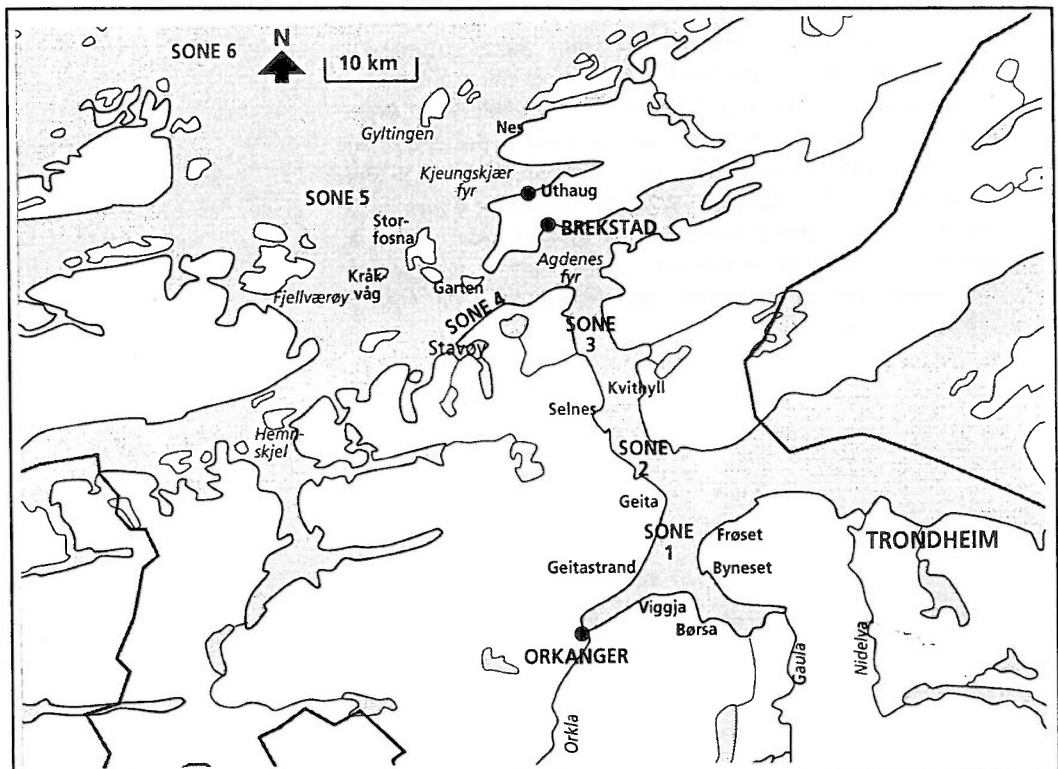 SONE 6
N
10 km
Gyltingen
Nes
Kjeungskjær
fyr
Uthaug
SONE 5
Stor-
fosna
BREKSTAD
Agdenes
fyr
Kråk-
våg
Fjellværøy
Garten
SONE 4
SONE
3
Stavøy
Kvithyll
Selnes
Hemn-
skjel
SONE
2
Geita
SONE
1
Frøset
TRONDHEIM
Geitastrand
Byneset
Viggja
Børsa
ORKANGER
Gaula
Nidelva
Orkla